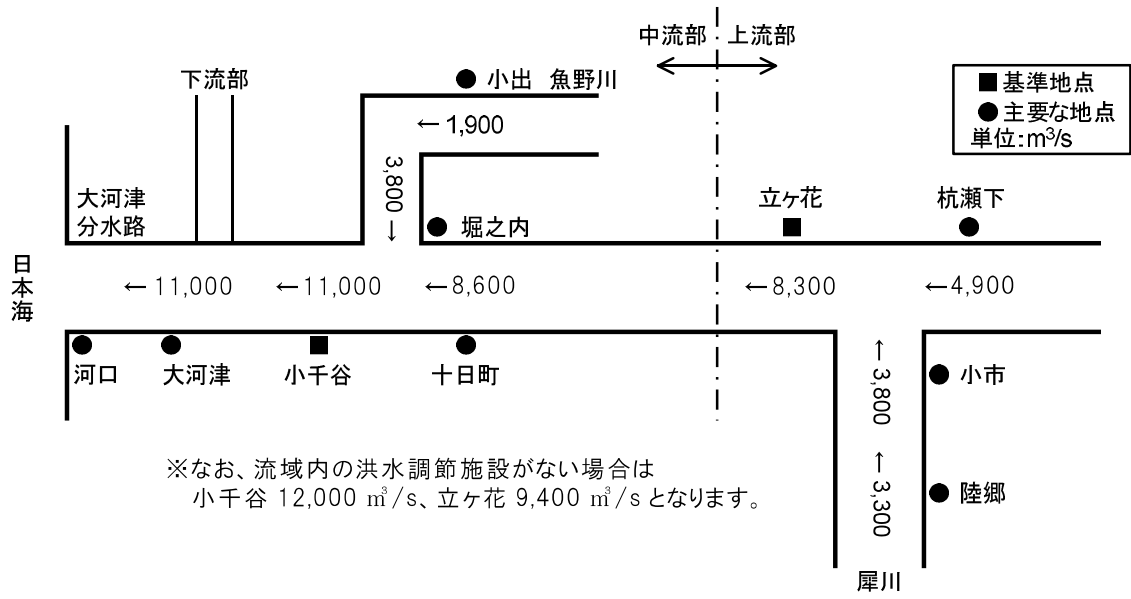 中流部 上流部
下流部
小出 魚野川
■基準地点
●主要な地点
単位:m³/s
←1,900
3,800→
大河津
分水路
堀之内
立ヶ花
杭瀬下
日本海
←11,000
←11,000
←8,600
←8,300
←4,900
河口
大河津
小千谷
十日町
←3,800
小市
←3,300
陸郷
犀川
※なお、流域内の洪水調節施設がない場合は
小千谷 12,000 ㎥/s、立ヶ花 9,400 ㎥/s となります。